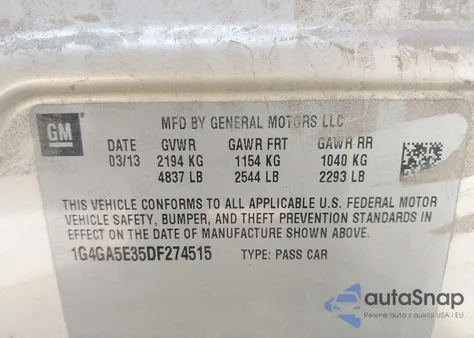 GM
MFD BY GENERAL MOTORS LLC
DATE GVWR GAWR FRT GAWR RR
03/13 2194 KG 1154 KG 1040 KG
4837 LB 2544 LB 2293 LB
THIS VEHICLE CONFORMS TO ALL APPLICABLE U.S. FEDERAL MOTOR
VEHICLE SAFETY, BUMPER, AND THEFT PREVENTION STANDARDS IN
EFFECT ON THE DATE OF MANUFACTURE SHOWN ABOVE.
1G4GA5E35DF274515 TYPE: PASS CAR
autoSnap
Pewne auto z aukcji USA i EU